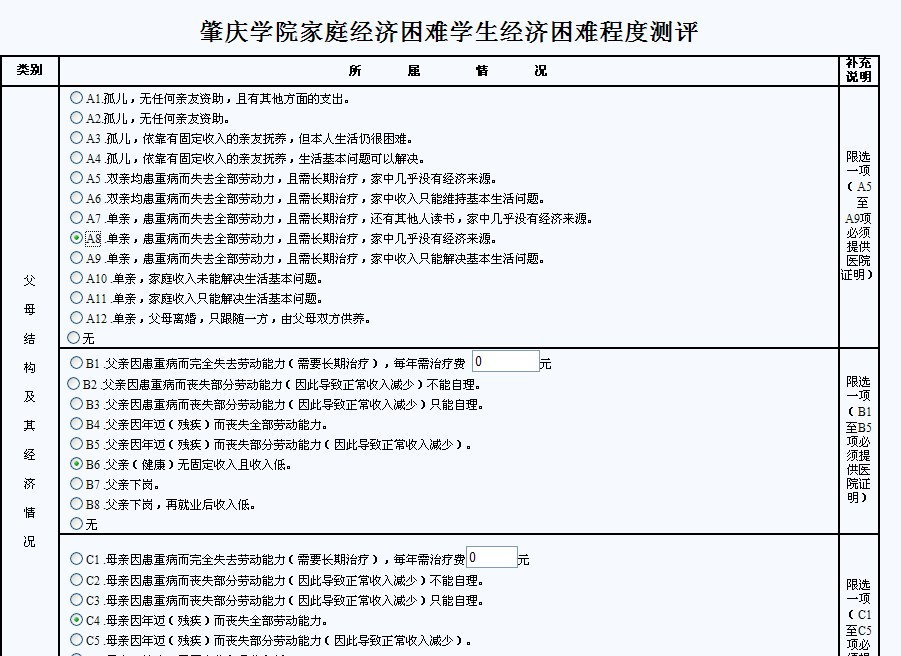 肇庆学院家庭经济困难学生经济困难程度测评
类别
所 属 情 况
补充
说明
父
母
结
构
及
其
经
济
情
况
A1.孤儿，无任何亲友资助，且有其他方面的支出。
A2.孤儿，无任何亲友资助。
A3 .孤儿，依靠有固定收入的亲友抚养，但本人生活仍很困难。
A4 .孤儿，依靠有固定收入的亲友抚养，生活基本问题可以解决。
A5 .双亲均患重病而失去全部劳动力，且需长期治疗，家中几乎没有经济来源。
A6 .双亲均患重病而失去全部劳动力，且需长期治疗，家中收入只能维持基本生活问题。
A7 .单亲，患重病而失去全部劳动力，且需长期治疗，还有其他人读书，家中几乎没有经济来源。
A8 .单亲，患重病而失去全部劳动力，且需长期治疗，家中几乎没有经济来源。
A9 .单亲，患重病而失去全部劳动力，且需长期治疗，家中收入只能解决基本生活问题。
A10 .单亲，家庭收入未能解决生活基本问题。
A11 .单亲，家庭收入只能解决生活基本问题。
A12 .单亲，父母离婚，只跟随一方，由父母双方供养。
无
限选
一项
（A5
至
A9项
必须
提供
医院
证明）
B1 .父亲因患重病而完全失去劳动能力（需要长期治疗），每年需治疗费 0 元
B2 .父亲因患重病而丧失部分劳动能力（因此导致正常收入减少）不能自理。
B3 .父亲因患重病而丧失部分劳动能力（因此导致正常收入减少）只能自理。
B4 .父亲因年迈（残疾）而丧失全部劳动能力。
B5 .父亲因年迈（残疾）而丧失部分劳动能力（因此导致正常收入减少）。
B6 .父亲（健康）无固定收入且收入低。
B7 .父亲下岗。
B8 .父亲下岗，再就业后收入低。
无
限选
一项
（B1
至B5
项必
须提
供医
院证
明）
C1 .母亲因患重病而完全失去劳动能力（需要长期治疗），每年需治疗费 0 元
C2 .母亲因患重病而丧失部分劳动能力（因此导致正常收入减少）不能自理。
C3 .母亲因患重病而丧失部分劳动能力（因此导致正常收入减少）只能自理。
C4 .母亲因年迈（残疾）而丧失全部劳动能力。
C5 .母亲因年迈（残疾）而丧失部分劳动能力（因此导致正常收入减少）。
限选
一项
（C1
至C5
项必